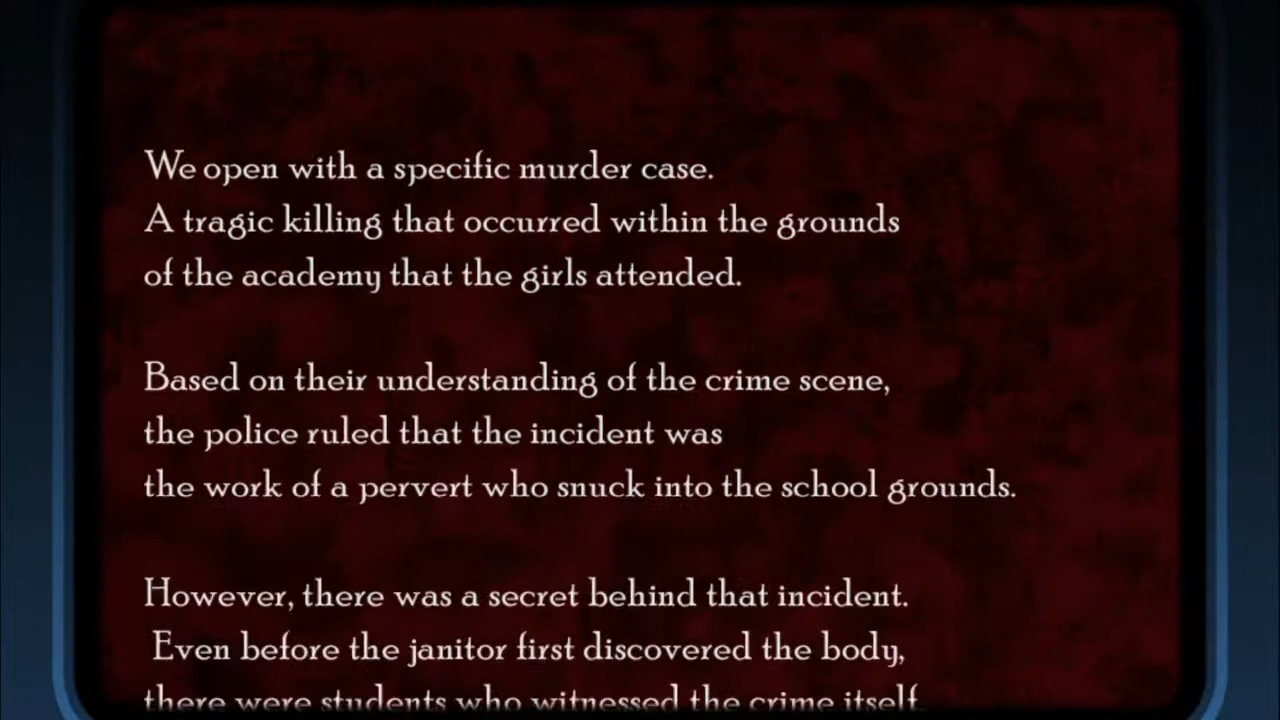 We open with a specific murder case.
A tragic killing that occurred within the grounds
of the academy that the girls attended.
Based on their understanding of the crime scene,
the police ruled that the incident was
the work of a pervert who snuck into the school grounds.
However, there was a secret behind that incident.
Even before the janitor first discovered the body,
there were students who witnessed the crime itself.